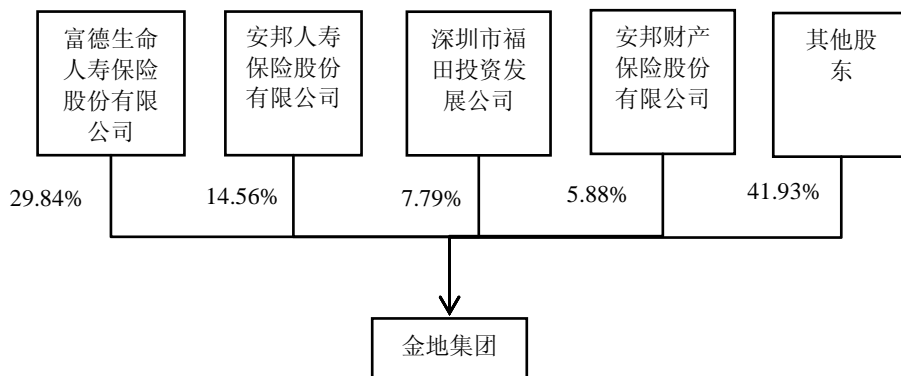 富德生命
人寿保险
股份有限
公司
安邦人寿
保险股份
有限公司
深圳市福
田投资发
展公司
安邦财产
保险股份
有限公司
其他股
东
29.84%
14.56%
7.79%
5.88%
41.93%
金地集团